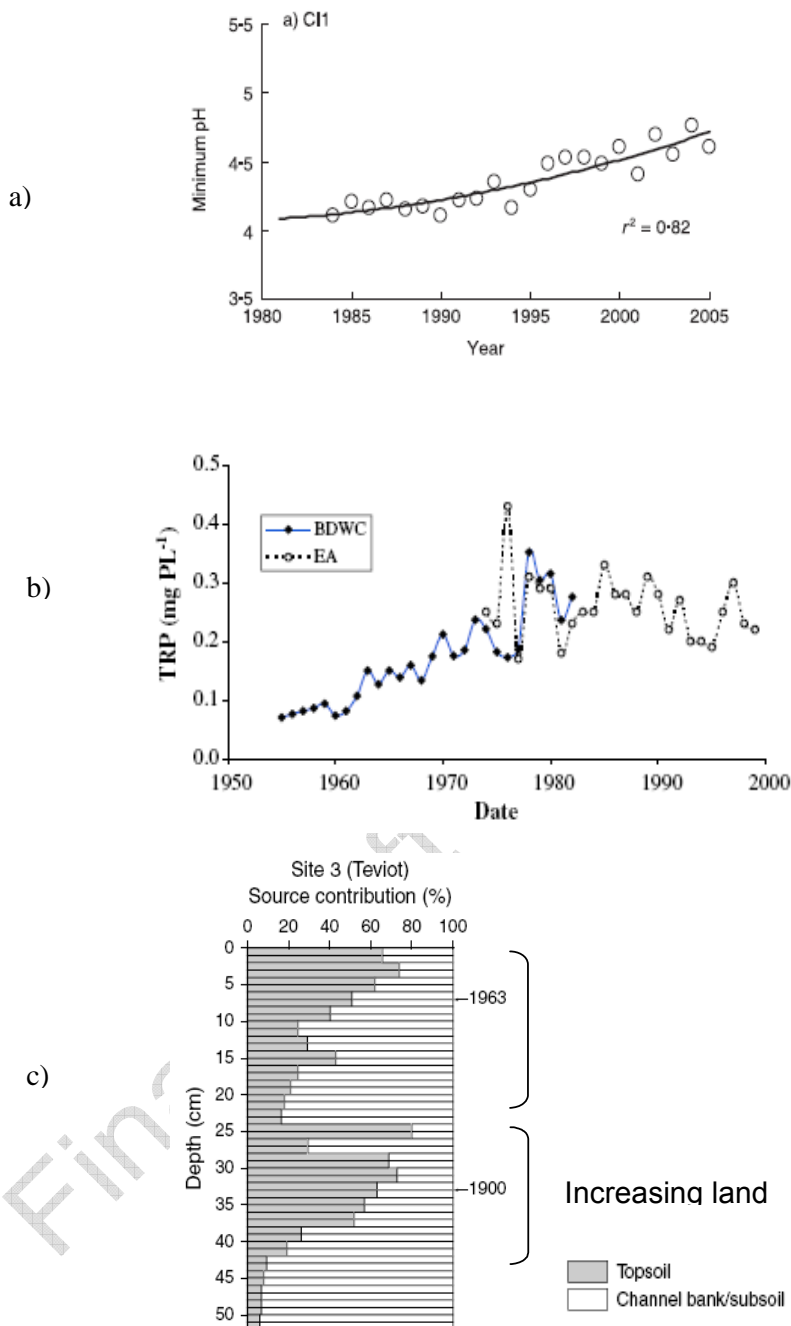 a)
a) CI1
Minimum pH
5·5
5
4·5
4
3·5
r² = 0·82
1980 1985 1990 1995 2000 2005
Year
b)
TRP (mg PL⁻¹)
0.5
0.4
0.3
0.2
0.1
0.0
BDWC
EA
1950 1960 1970 1980 1990 2000
Date
c)
Site 3 (Teviot)
Source contribution (%)
0 20 40 60 80 100
Depth (cm)
0
5
10
15
20
25
30
35
40
45
50
1963
1900
Increasing land
Topsoil
Channel bank/subsoil
Fina